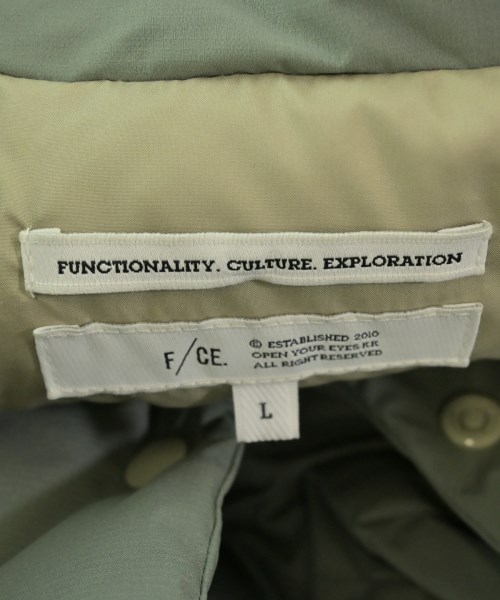 FUNCTIONALITY. CULTURE. EXPLORATION
F/CE.
© ESTABLISHED 2010
OPEN YOUR EYES KK
ALL RIGHT RESERVED
L